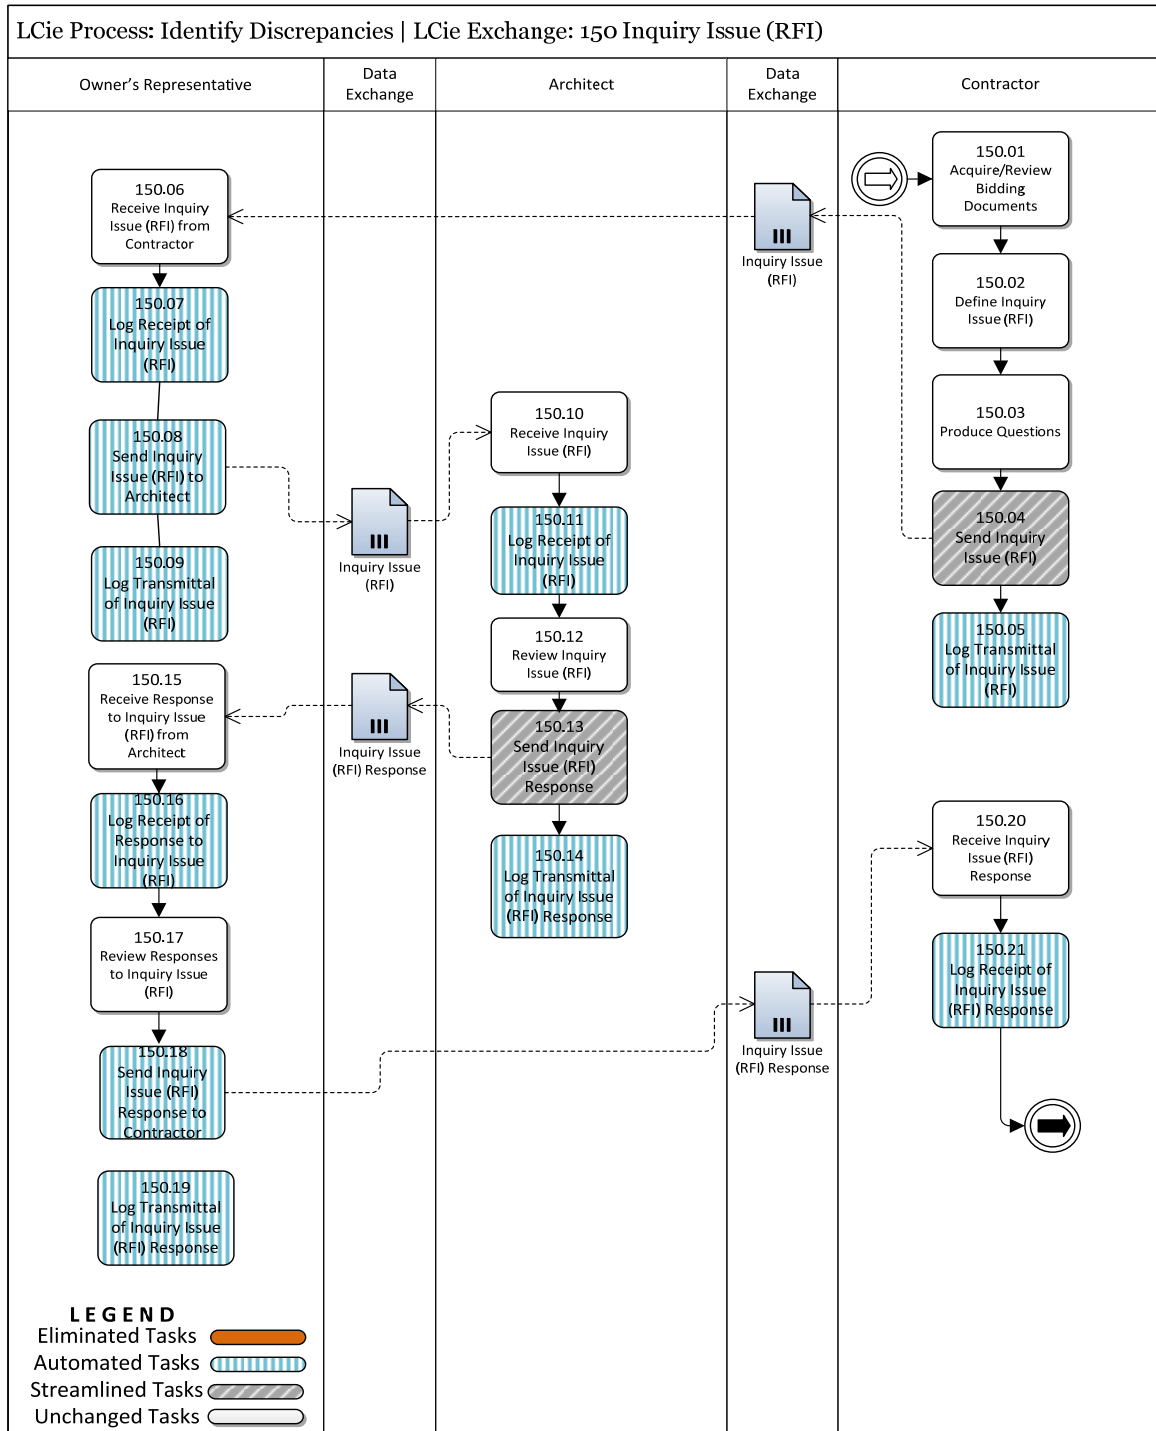 LCie Process: Identify Discrepancies | LCie Exchange: 150 Inquiry Issue (RFI)
Owner's Representative
Data
Exchange
Architect
Data
Exchange
Contractor
150.06
Receive Inquiry
Issue (RFI) from
Contractor
150.07
Log Receipt of
Inquiry Issue
(RFI)
150.08
Send Inquiry
Issue (RFI) to
Architect
150.09
Log Transmittal
of Inquiry Issue
(RFI)
150.15
Receive Response
to Inquiry Issue
(RFI) from
Architect
150.16
Log Receipt of
Response to
Inquiry Issue
(RFI)
150.17
Review Responses
to Inquiry Issue
(RFI)
150.18
Send Inquiry
Issue (RFI)
Response to
Contractor
150.19
Log Transmittal
of Inquiry Issue
(RFI) Response
Inquiry Issue
(RFI)
Inquiry Issue
(RFI) Response
150.10
Receive Inquiry
Issue (RFI)
150.11
Log Receipt of
Inquiry Issue
(RFI)
150.12
Review Inquiry
Issue (RFI)
150.13
Send Inquiry
Issue (RFI)
Response
150.14
Log Transmittal
of Inquiry Issue
(RFI) Response
Inquiry Issue
(RFI)
Inquiry Issue
(RFI) Response
150.01
Acquire/Review
Bidding
Documents
150.02
Define Inquiry
Issue (RFI)
150.03
Produce Questions
150.04
Send Inquiry
Issue (RFI)
150.05
Log Transmittal
of Inquiry Issue
(RFI)
150.20
Receive Inquiry
Issue (RFI)
Response
150.21
Log Receipt of
Inquiry Issue
(RFI) Response
LEGEND
Eliminated Tasks
Automated Tasks
Streamlined Tasks
Unchanged Tasks